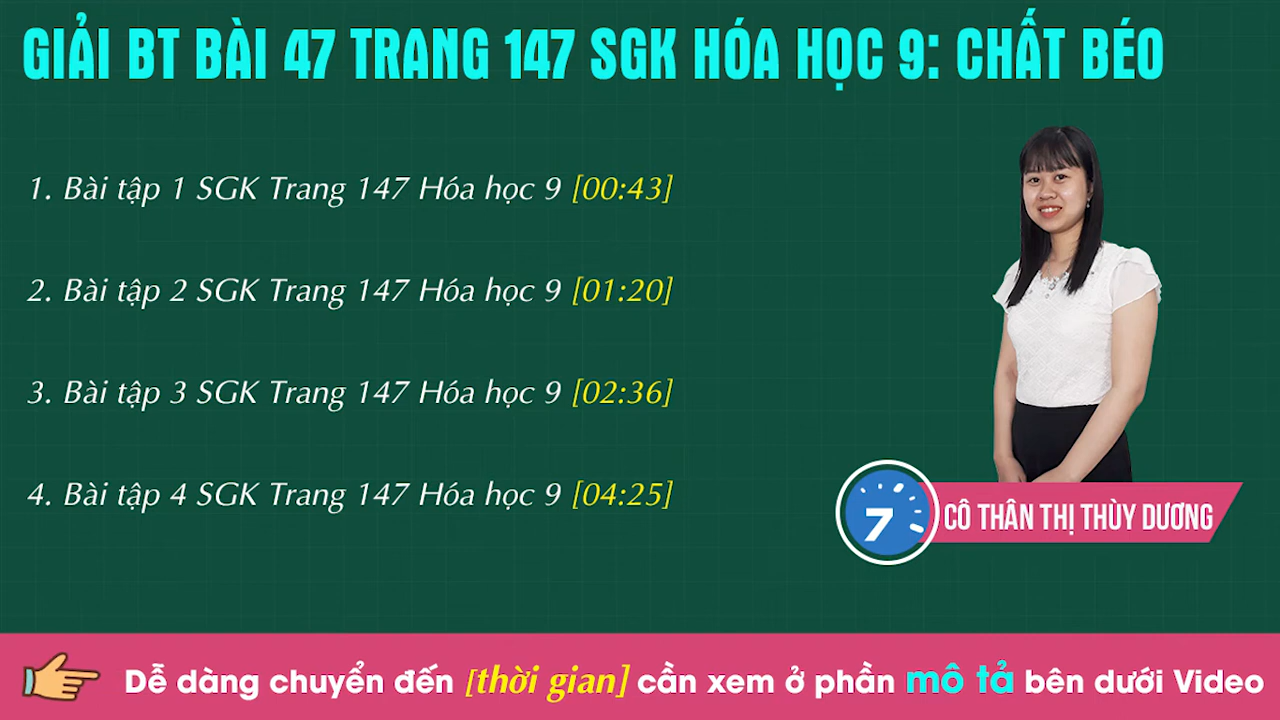 GIẢI BT BÀI 47 TRANG 147 SGK HÓA HỌC 9: CHẤT BÉO
1. Bài tập 1 SGK Trang 147 Hóa học 9 [00:43]
2. Bài tập 2 SGK Trang 147 Hóa học 9 [01:20]
3. Bài tập 3 SGK Trang 147 Hóa học 9 [02:36]
4. Bài tập 4 SGK Trang 147 Hóa học 9 [04:25]
7
CÔ THÂN THỊ THÙY DƯƠNG
Dễ dàng chuyển đến [thời gian] cần xem ở phần mô tả bên dưới Video